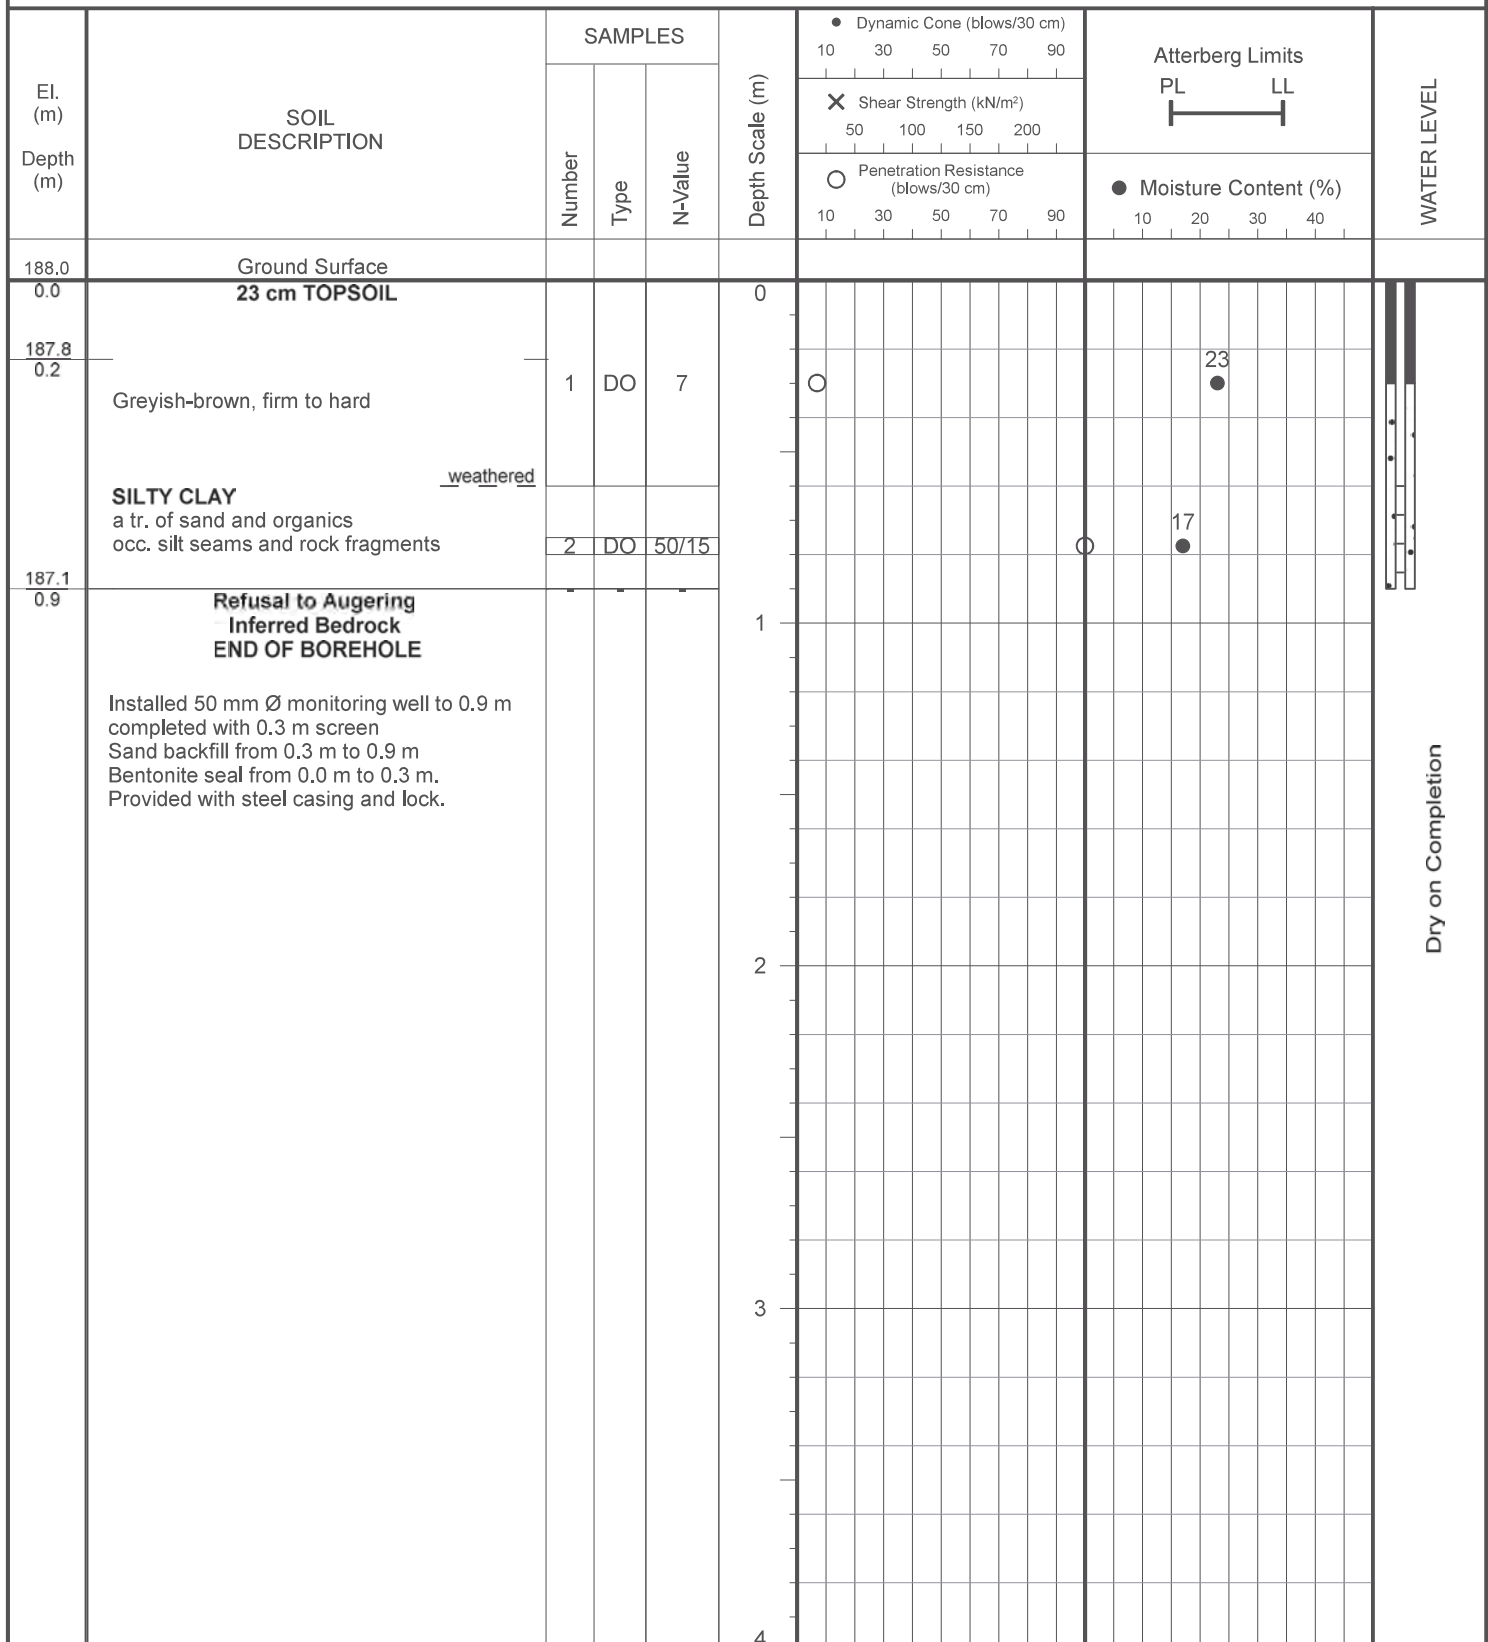 El.
(m)
Depth
(m)
SOIL
DESCRIPTION
SAMPLES
Number
Type
N-Value
Depth Scale (m)
● Dynamic Cone (blows/30 cm)
10 30 50 70 90
✕ Shear Strength (kN/m²)
50 100 150 200
○ Penetration Resistance
(blows/30 cm)
10 30 50 70 90
Atterberg Limits
PL LL
● Moisture Content (%)
10 20 30 40
WATER LEVEL
188.0 Ground Surface
0.0 23 cm TOPSOIL 0
187.8
0.2
23
1 DO 7
Greyish-brown, firm to hard
weathered
SILTY CLAY
a tr. of sand and organics
17
occ. silt seams and rock fragments 2 DO 50/15
187.1
0.9 Refusal to Augering
Inferred Bedrock
1
END OF BOREHOLE
Installed 50 mm Ø monitoring well to 0.9 m
completed with 0.3 m screen
Sand backfill from 0.3 m to 0.9 m
Bentonite seal from 0.0 m to 0.3 m.
Provided with steel casing and lock.
Dry on Completion
2
3
4